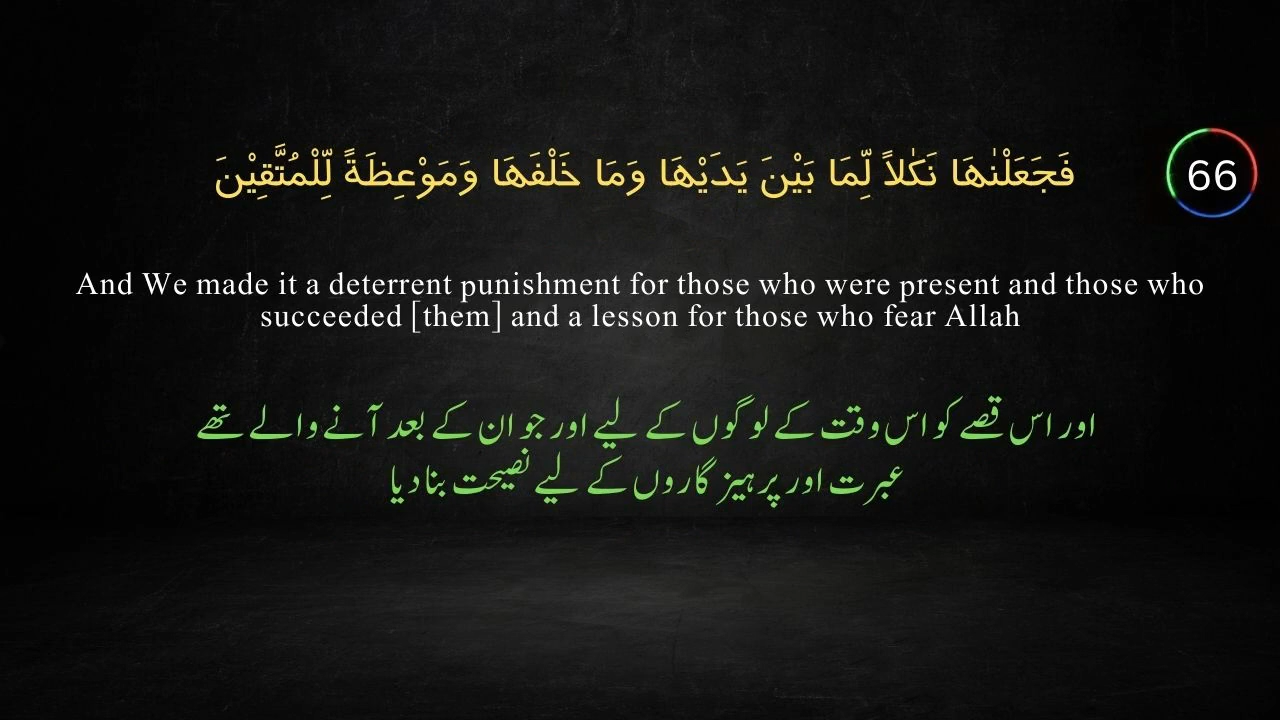 فَجَعَلْنٰهَا نَكٰلاً لِّمَا بَيْنَ يَدَيْهَا وَمَا خَلْفَهَا وَمَوْعِظَةً لِّلْمُتَّقِيْنَ
66
And We made it a deterrent punishment for those who were present and those who
succeeded [them] and a lesson for those who fear Allah
اور اس قصے کو اس وقت کے لوگوں کے لیے اور جو ان کے بعد آنے والے تھے
عبرت اور پرہیز گاروں کے لیے نصیحت بنا دیا